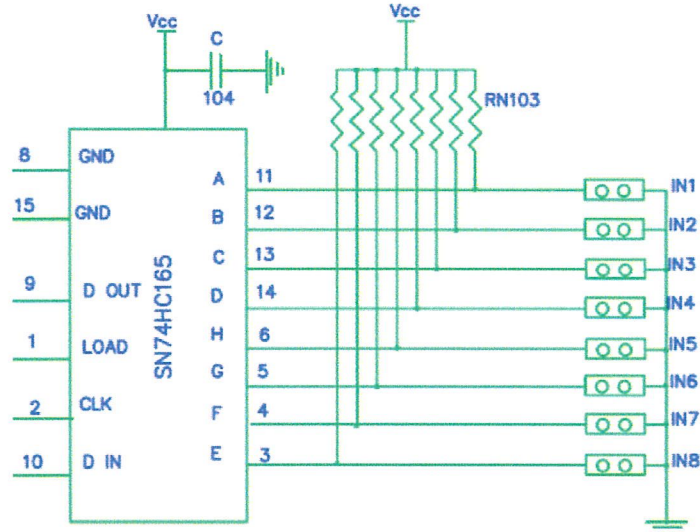 Vcc
C
104
Vcc
RN103
SN74HC165
8 GND
15 GND
9 D OUT
1 LOAD
2 CLK
10 D IN
A 11 IN1
B 12 IN2
C 13 IN3
D 14 IN4
H 6 IN5
G 5 IN6
F 4 IN7
E 3 IN8